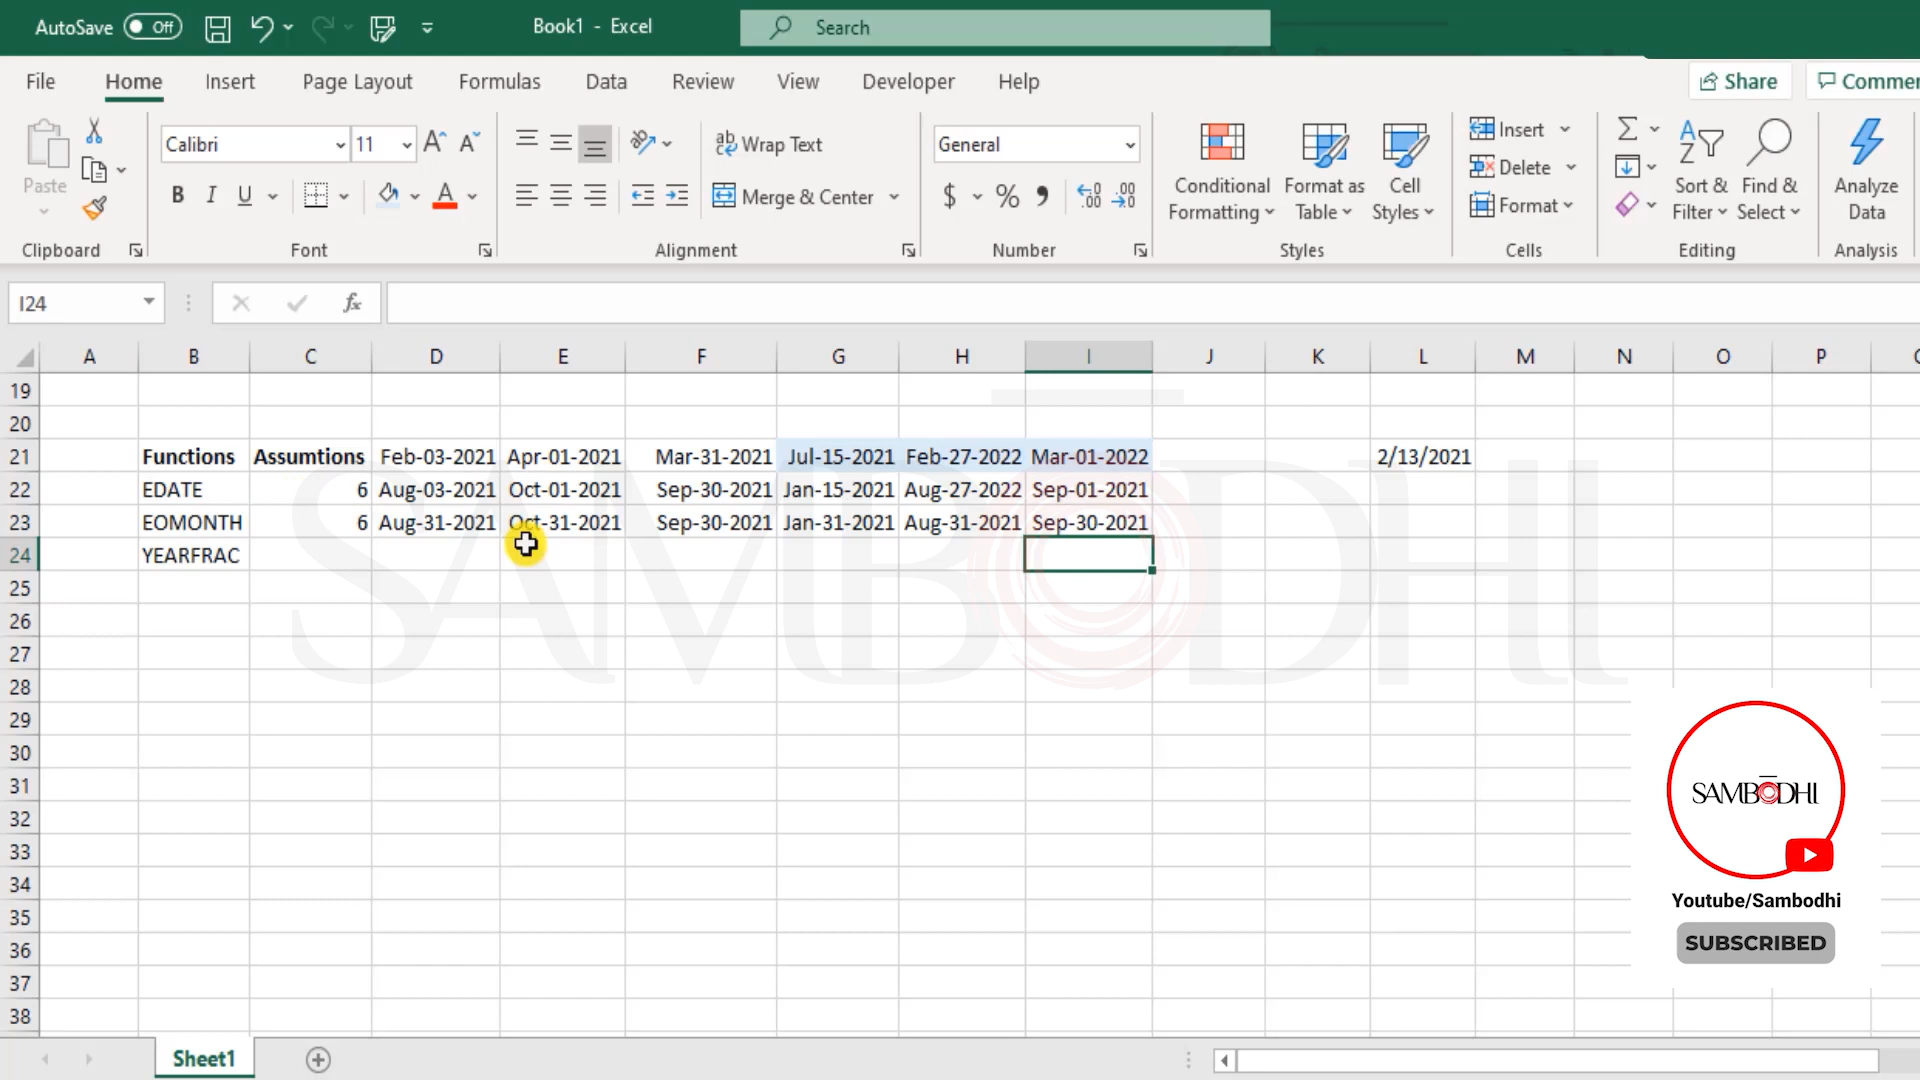 AutoSave Off Book1 - Excel Search
File Home Insert Page Layout Formulas Data Review View Developer Help Share Commer
Paste
Clipboard
Calibri 11
B I U A
Font
ab Wrap Text
Merge & Center
Alignment
General
$ % ,
Number
Conditional Formatting
Format as Table
Cell Styles
Styles
Insert
Delete
Format
Cells
Sort & Filter
Find & Select
Editing
Analyze Data
Analysis
I24 fx
A B C D E F G H I J K L M N O P
19
20
21 Functions Assumtions Feb-03-2021 Apr-01-2021 Mar-31-2021 Jul-15-2021 Feb-27-2022 Mar-01-2022 2/13/2021
22 EDATE 6 Aug-03-2021 Oct-01-2021 Sep-30-2021 Jan-15-2021 Aug-27-2022 Sep-01-2021
23 EOMONTH 6 Aug-31-2021 Oct-31-2021 Sep-30-2021 Jan-31-2021 Aug-31-2021 Sep-30-2021
24 YEARFRAC
25
26
27
28
29
30
31
32
33
34
35
36
37
38
SAMBŌDHI
SAMBŌDHI
Youtube/Sambodhi
SUBSCRIBED
Sheet1